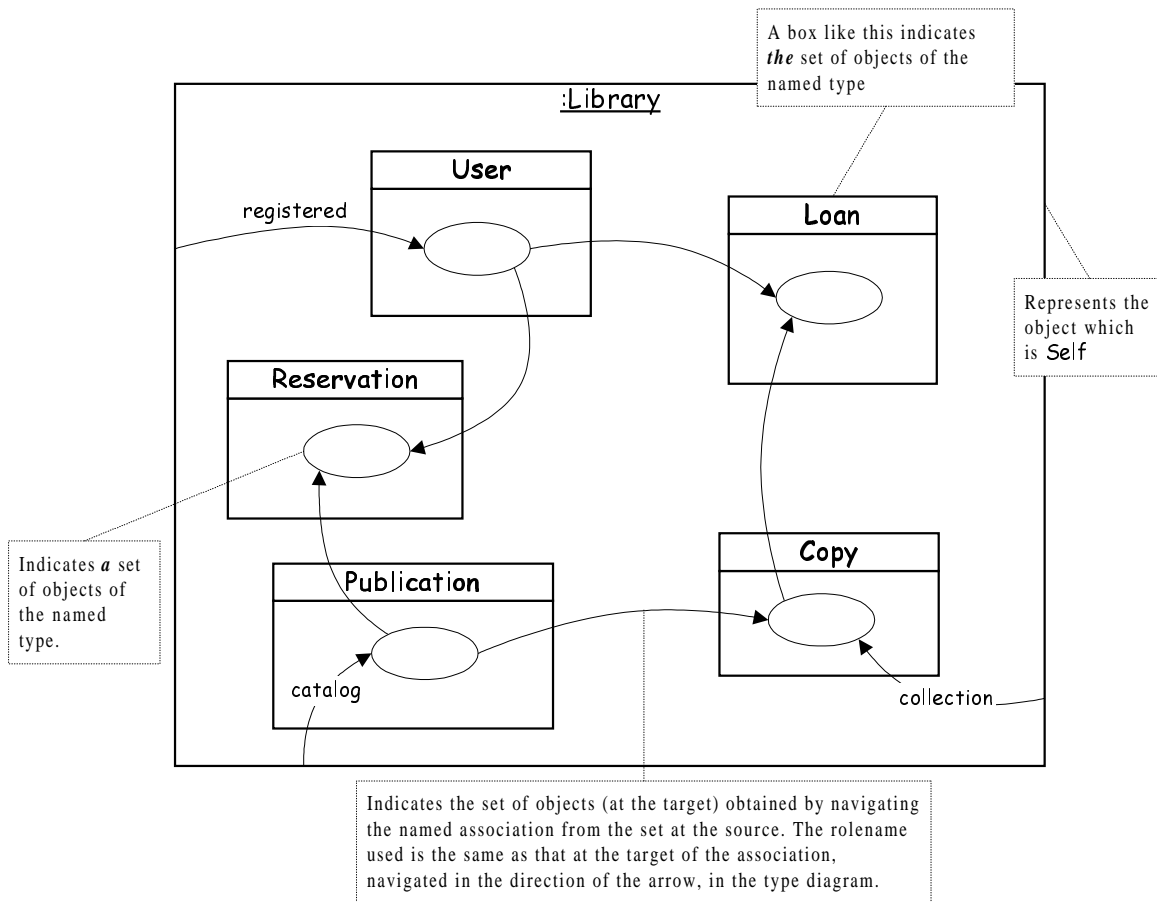 A box like this indicates
the set of objects of the
named type
:Library
User
registered
Loan
Represents the
object which
is Self
Reservation
Indicates a set
of objects of
the named
type.
Copy
Publication
catalog
collection
Indicates the set of objects (at the target) obtained by navigating
the named association from the set at the source. The rolename
used is the same as that at the target of the association,
navigated in the direction of the arrow, in the type diagram.